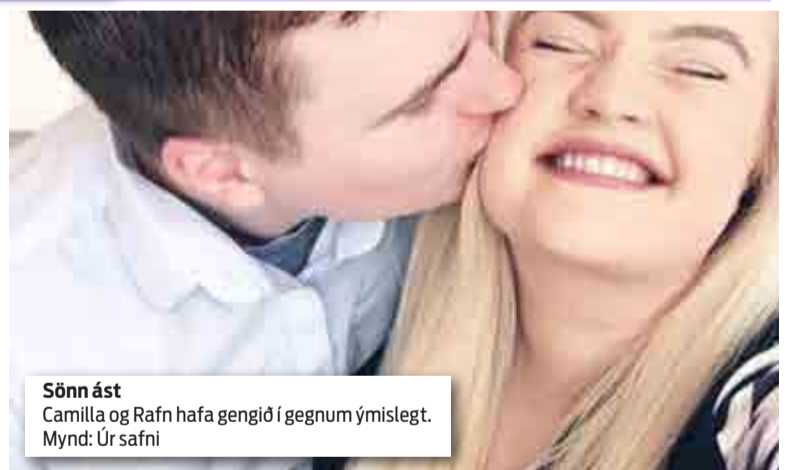 Sönn ást
Camilla og Rafn hafa gengið í gegnum ýmislegt.
Mynd: Úr safni